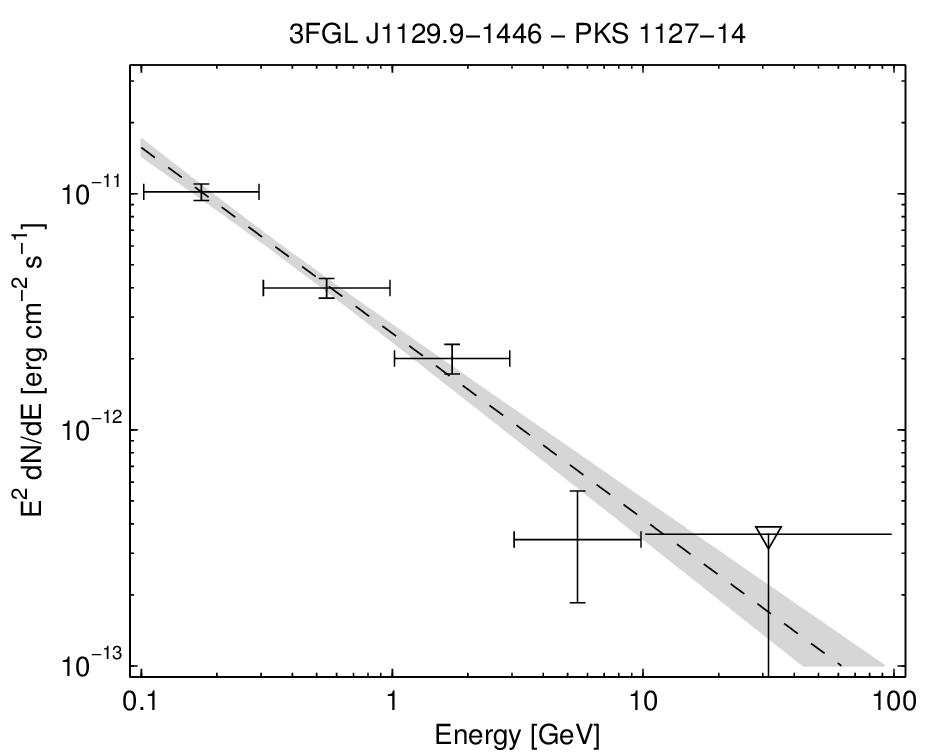 3FGL J1129.9−1446 − PKS 1127−14
E² dN/dE [erg cm⁻² s⁻¹]
10⁻¹¹
10⁻¹²
10⁻¹³
0.1 1 10 100
Energy [GeV]